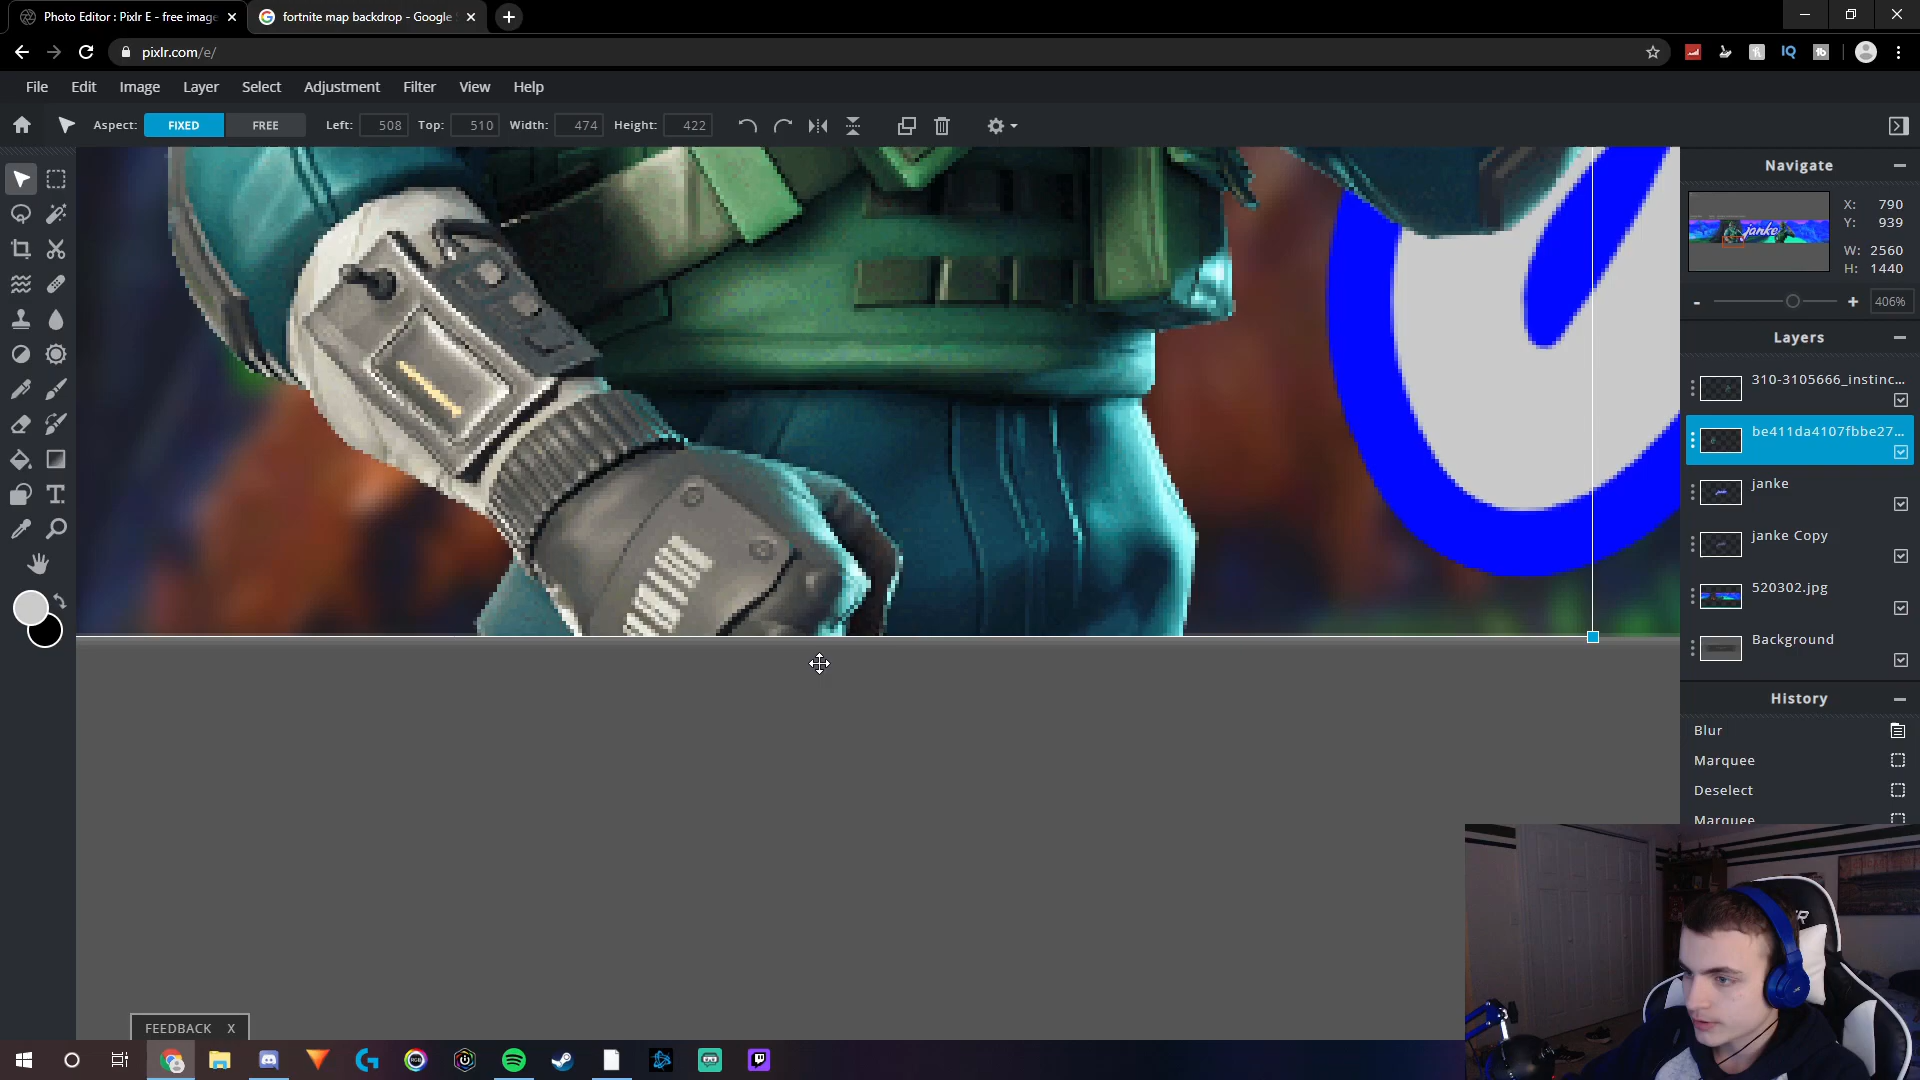 Photo Editor : Pixlr E - free image
fortnite map backdrop - Google
pixlr.com/e/
File Edit Image Layer Select Adjustment Filter View Help
Aspect: FIXED FREE Left: 508 Top: 510 Width: 474 Height: 422
Navigate
janke
X: 790
Y: 939
W: 2560
H: 1440
406%
Layers
310-3105666_instinc...
be411da4107fbbe27...
janke
janke Copy
520302.jpg
Background
History
Blur
Marquee
Deselect
Marquee
FEEDBACK X